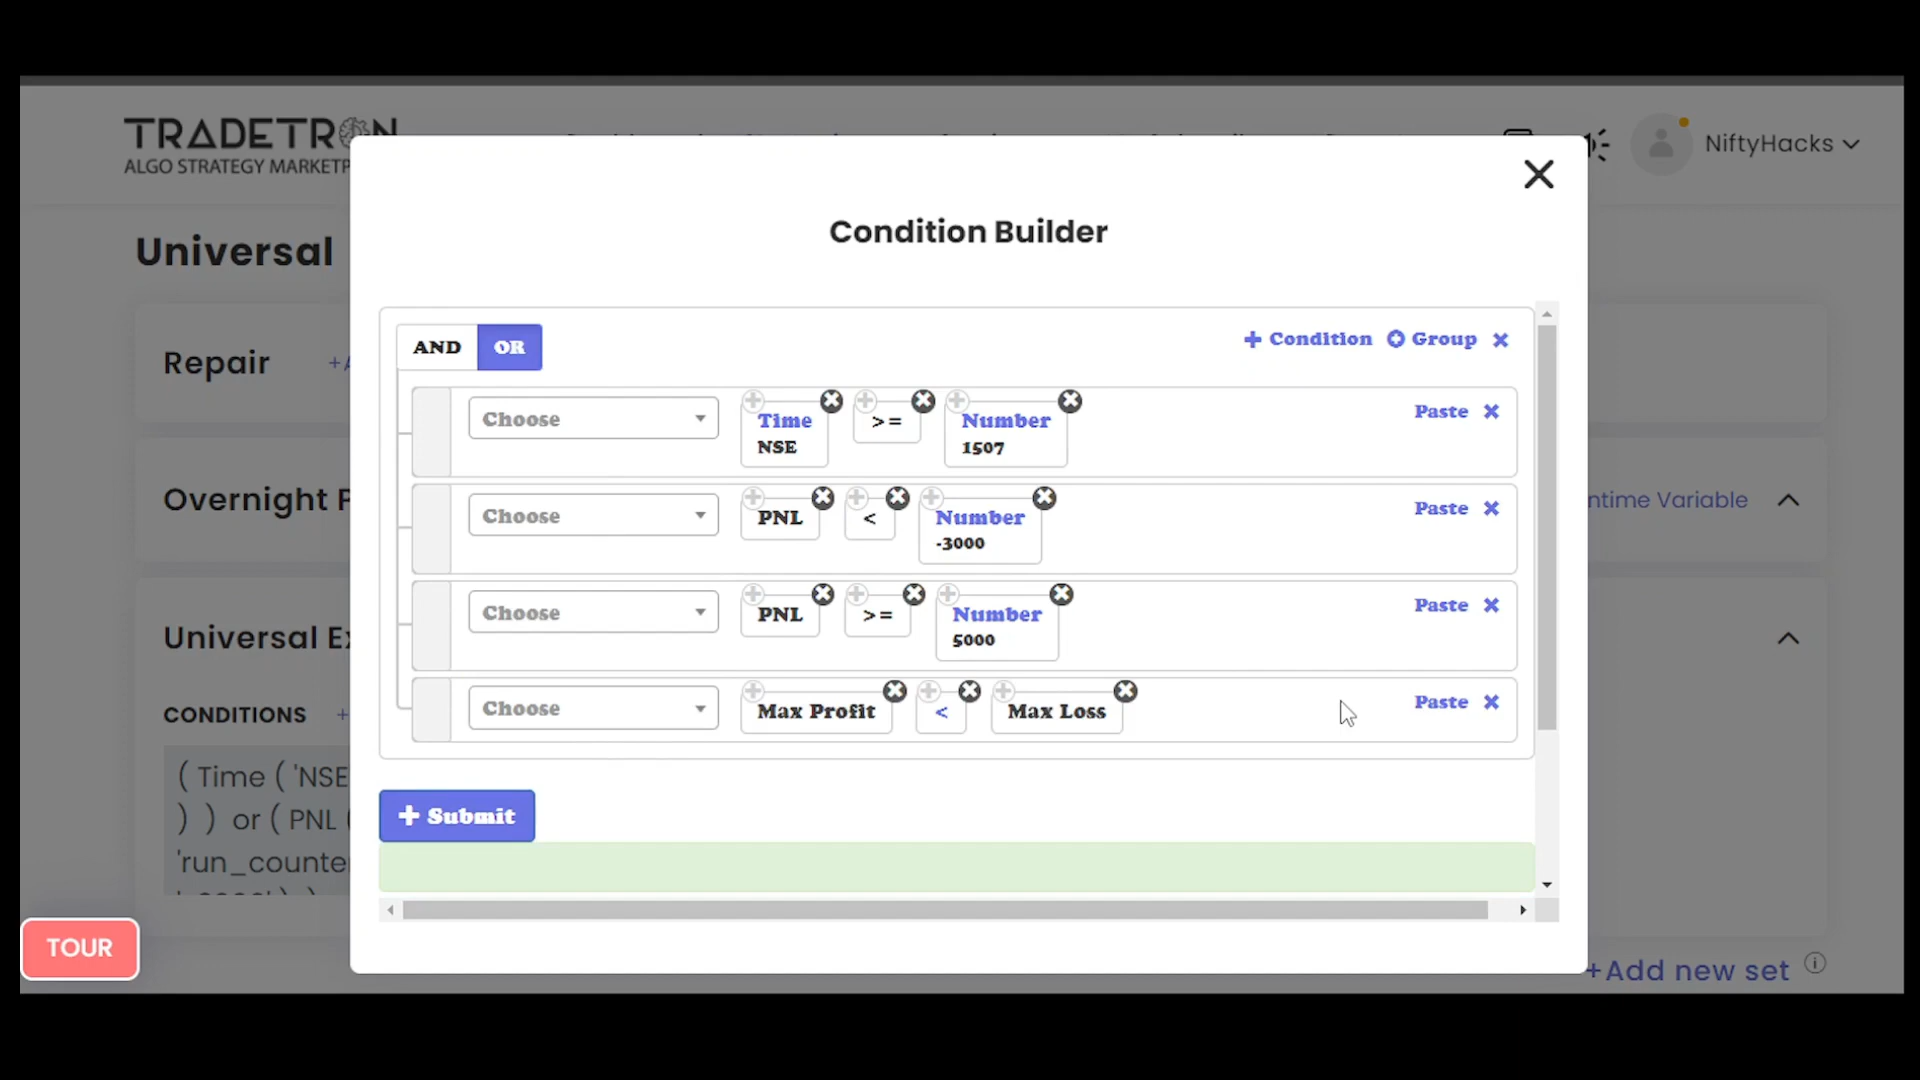 TRADETRON
ALGO STRATEGY MARKETP
NiftyHacks
Universal
Condition Builder
AND OR
+ Condition Group
Repair
+A
Choose
Time
NSE
>=
Number
1507
Paste
Choose
PNL
<
Number
-3000
Paste
Overnight P
ntime Variable
Choose
PNL
>=
Number
5000
Paste
Universal Ex
Choose
Max Profit
<
Max Loss
Paste
CONDITIONS +
( Time ( 'NSE
) ) or ( PNL (
'run_counte
+ Submit
TOUR
+Add new set